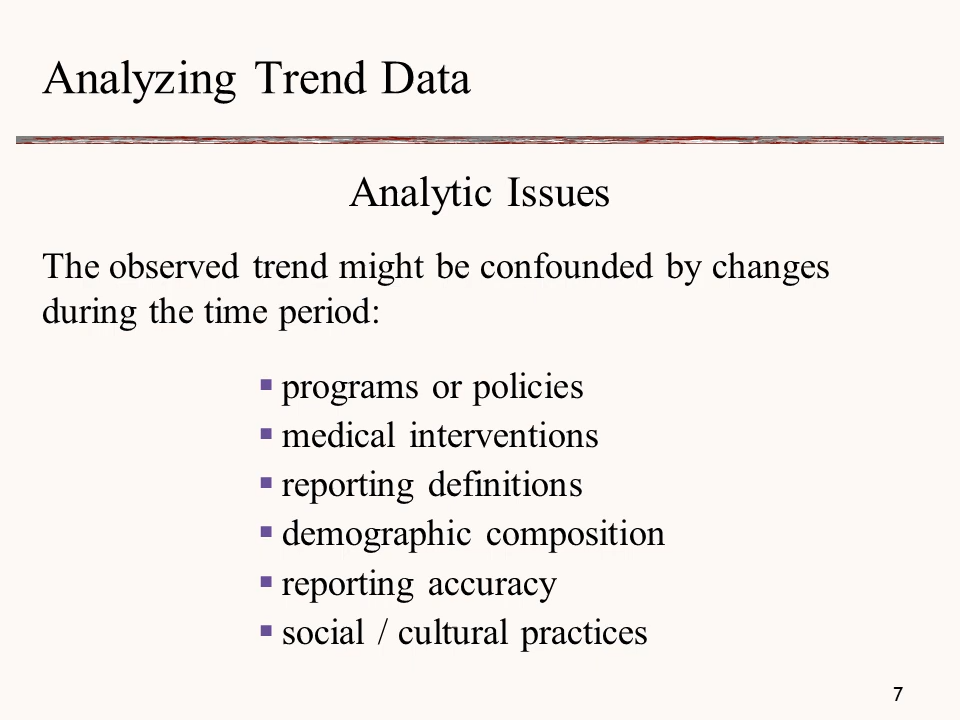 Analyzing Trend Data
Analytic Issues
The observed trend might be confounded by changes
during the time period:
▪ programs or policies
▪ medical interventions
▪ reporting definitions
▪ demographic composition
▪ reporting accuracy
▪ social / cultural practices
7